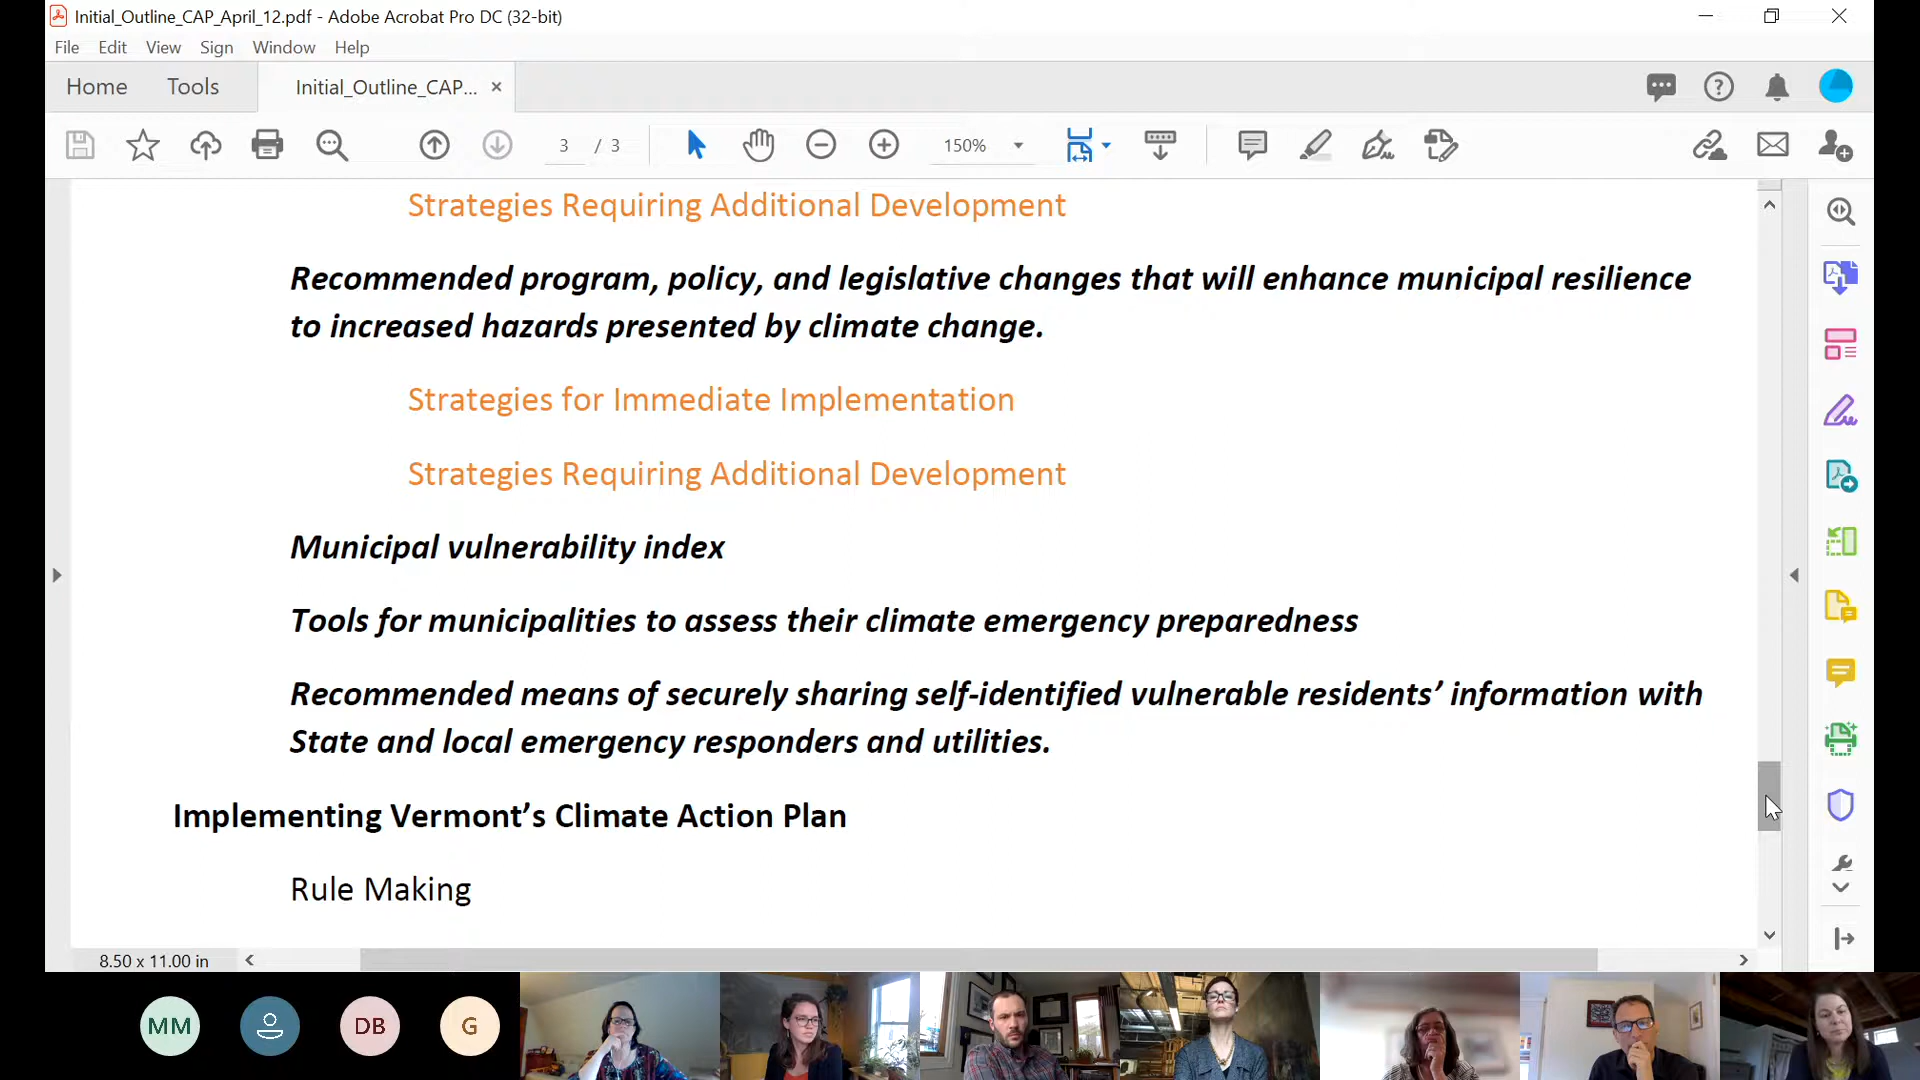 Initial_Outline_CAP_April_12.pdf - Adobe Acrobat Pro DC (32-bit)
File Edit View Sign Window Help
Home Tools Initial_Outline_CAP... ×
3 / 3 150%
Strategies Requiring Additional Development
Recommended program, policy, and legislative changes that will enhance municipal resilience
to increased hazards presented by climate change.
Strategies for Immediate Implementation
Strategies Requiring Additional Development
Municipal vulnerability index
Tools for municipalities to assess their climate emergency preparedness
Recommended means of securely sharing self-identified vulnerable residents’ information with
State and local emergency responders and utilities.
Implementing Vermont’s Climate Action Plan
Rule Making
8.50 x 11.00 in
MM DB G